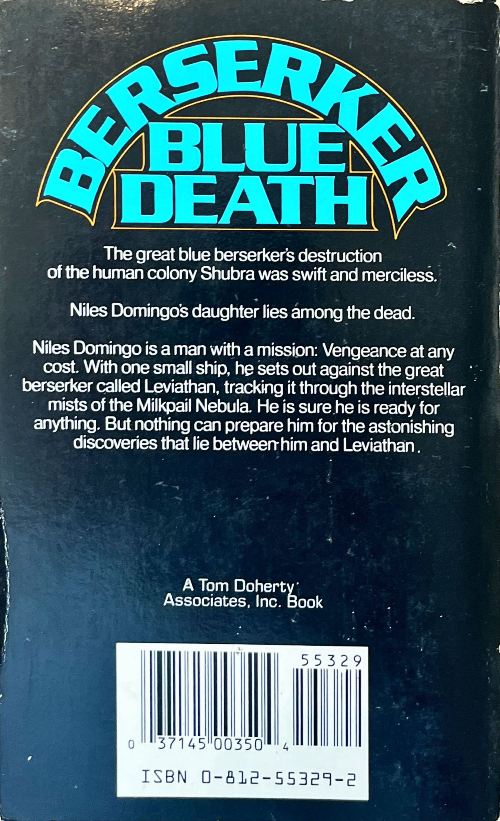 BERSERKER
BLUE
DEATH
The great blue berserker's destruction
of the human colony Shubra was swift and merciless.
Niles Domingo's daughter lies among the dead.
Niles Domingo is a man with a mission: Vengeance at any
cost. With one small ship, he sets out against the great
berserker called Leviathan, tracking it through the interstellar
mists of the Milkpail Nebula. He is sure he is ready for
anything. But nothing can prepare him for the astonishing
discoveries that lie between him and Leviathan.
A Tom Doherty
Associates, Inc. Book
55329
0 37145 00350 4
ISBN 0-812-55329-2